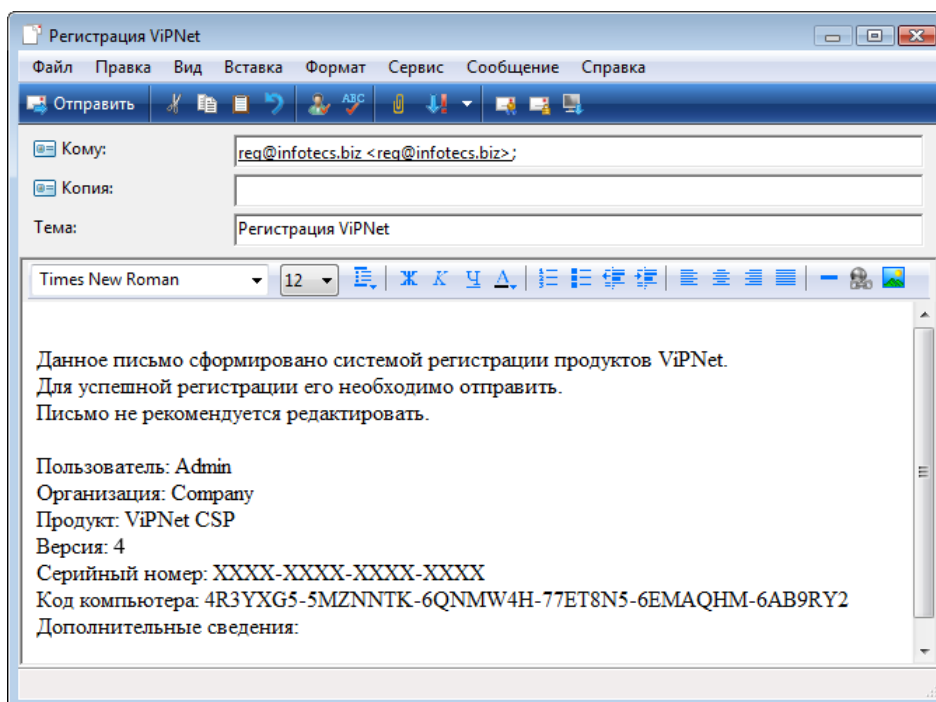 Регистрация ViPNet
Файл Правка Вид Вставка Формат Сервис Сообщение Справка
Отправить ABC
Кому: reg@infotecs.biz <reg@infotecs.biz>;
Копия:
Тема: Регистрация ViPNet
Times New Roman 12 Ж К Ч А
Данное письмо сформировано системой регистрации продуктов ViPNet.
Для успешной регистрации его необходимо отправить.
Письмо не рекомендуется редактировать.
Пользователь: Admin
Организация: Company
Продукт: ViPNet CSP
Версия: 4
Серийный номер: XXXX-XXXX-XXXX-XXXX
Код компьютера: 4R3YXG5-5MZNNTK-6QNMW4H-77ET8N5-6EMAQHM-6AB9RY2
Дополнительные сведения: